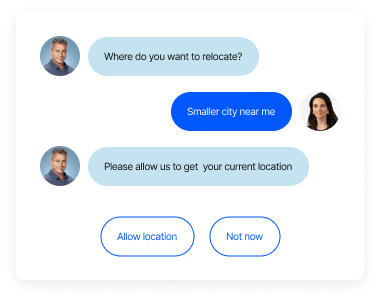 Where do you want to relocate?
Smaller city near me
Please allow us to get  your current location
Allow location
Not now